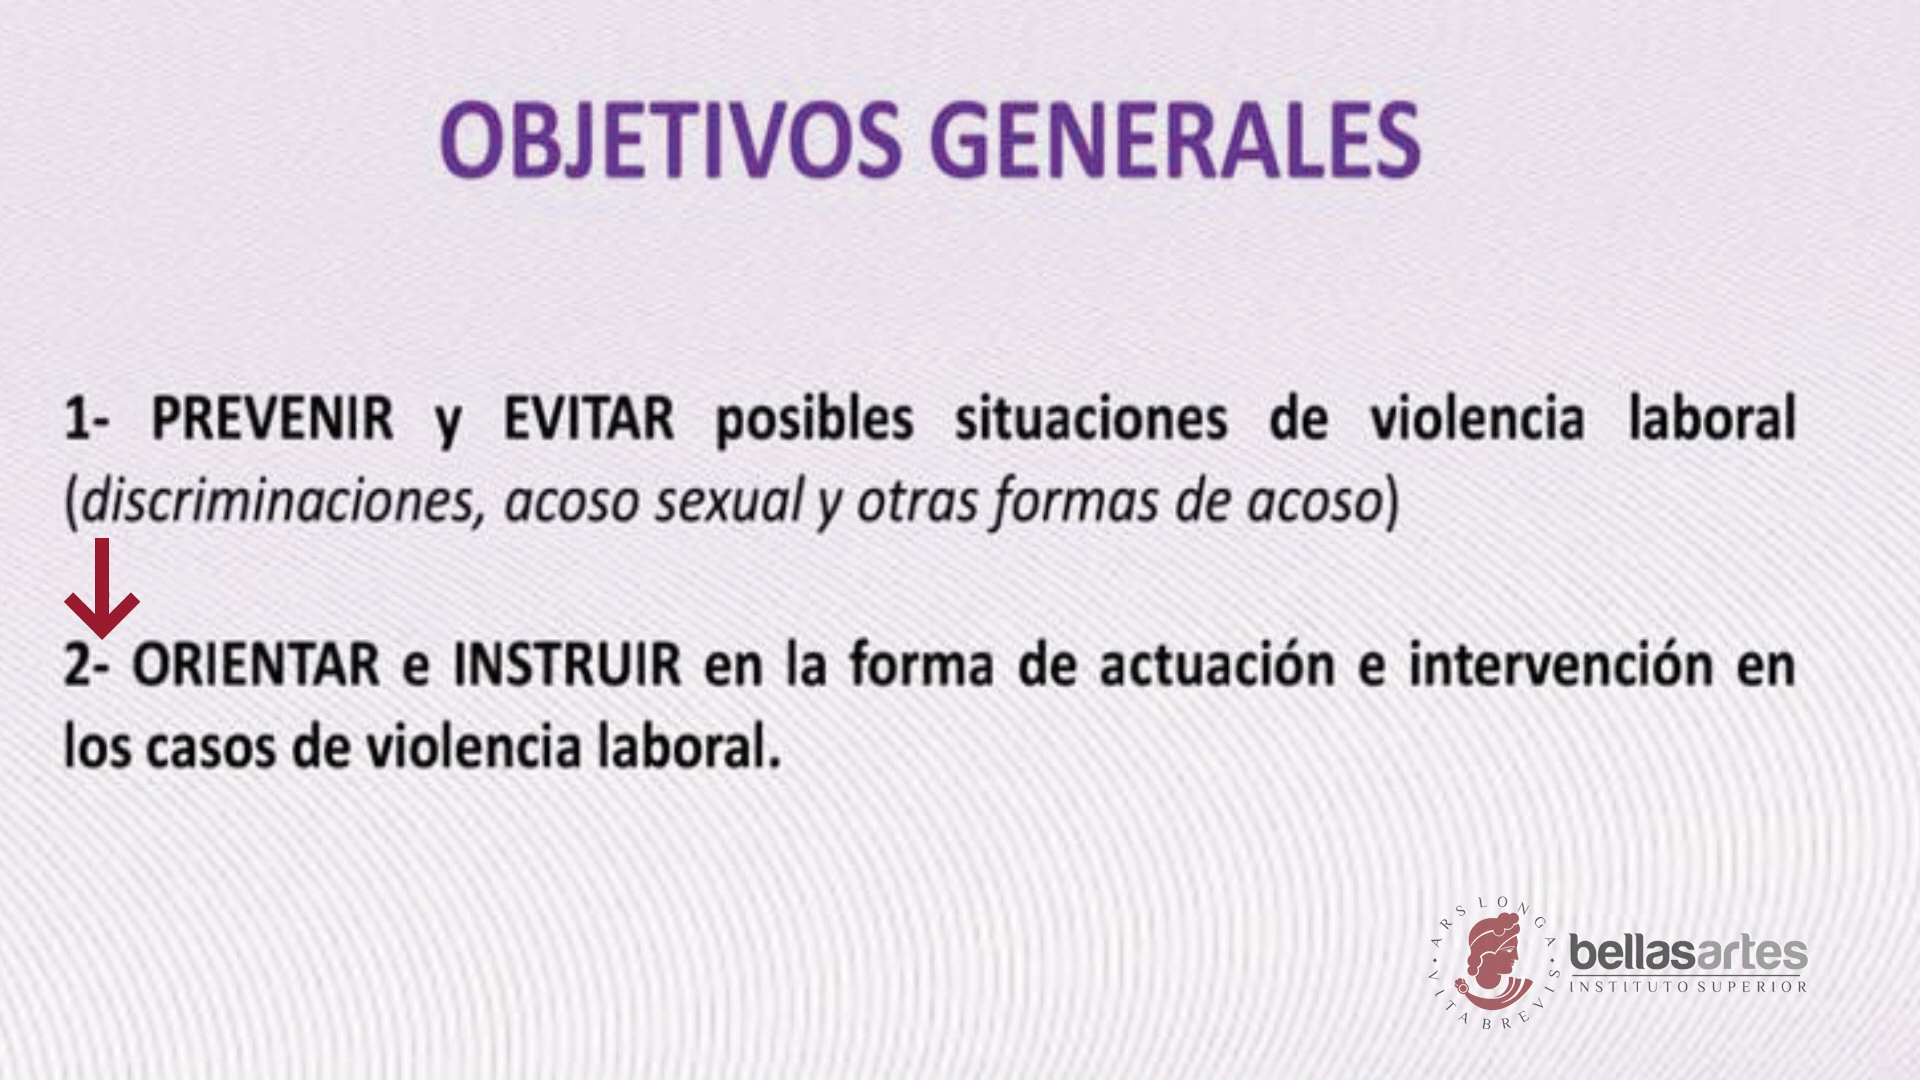 OBJETIVOS GENERALES
1- PREVENIR y EVITAR posibles situaciones de violencia laboral
(discriminaciones, acoso sexual y otras formas de acoso)
2- ORIENTAR e INSTRUIR en la forma de actuación e intervención en
los casos de violencia laboral.
ARS LONGA • VITA BREVIS •
bellasartes
INSTITUTO SUPERIOR